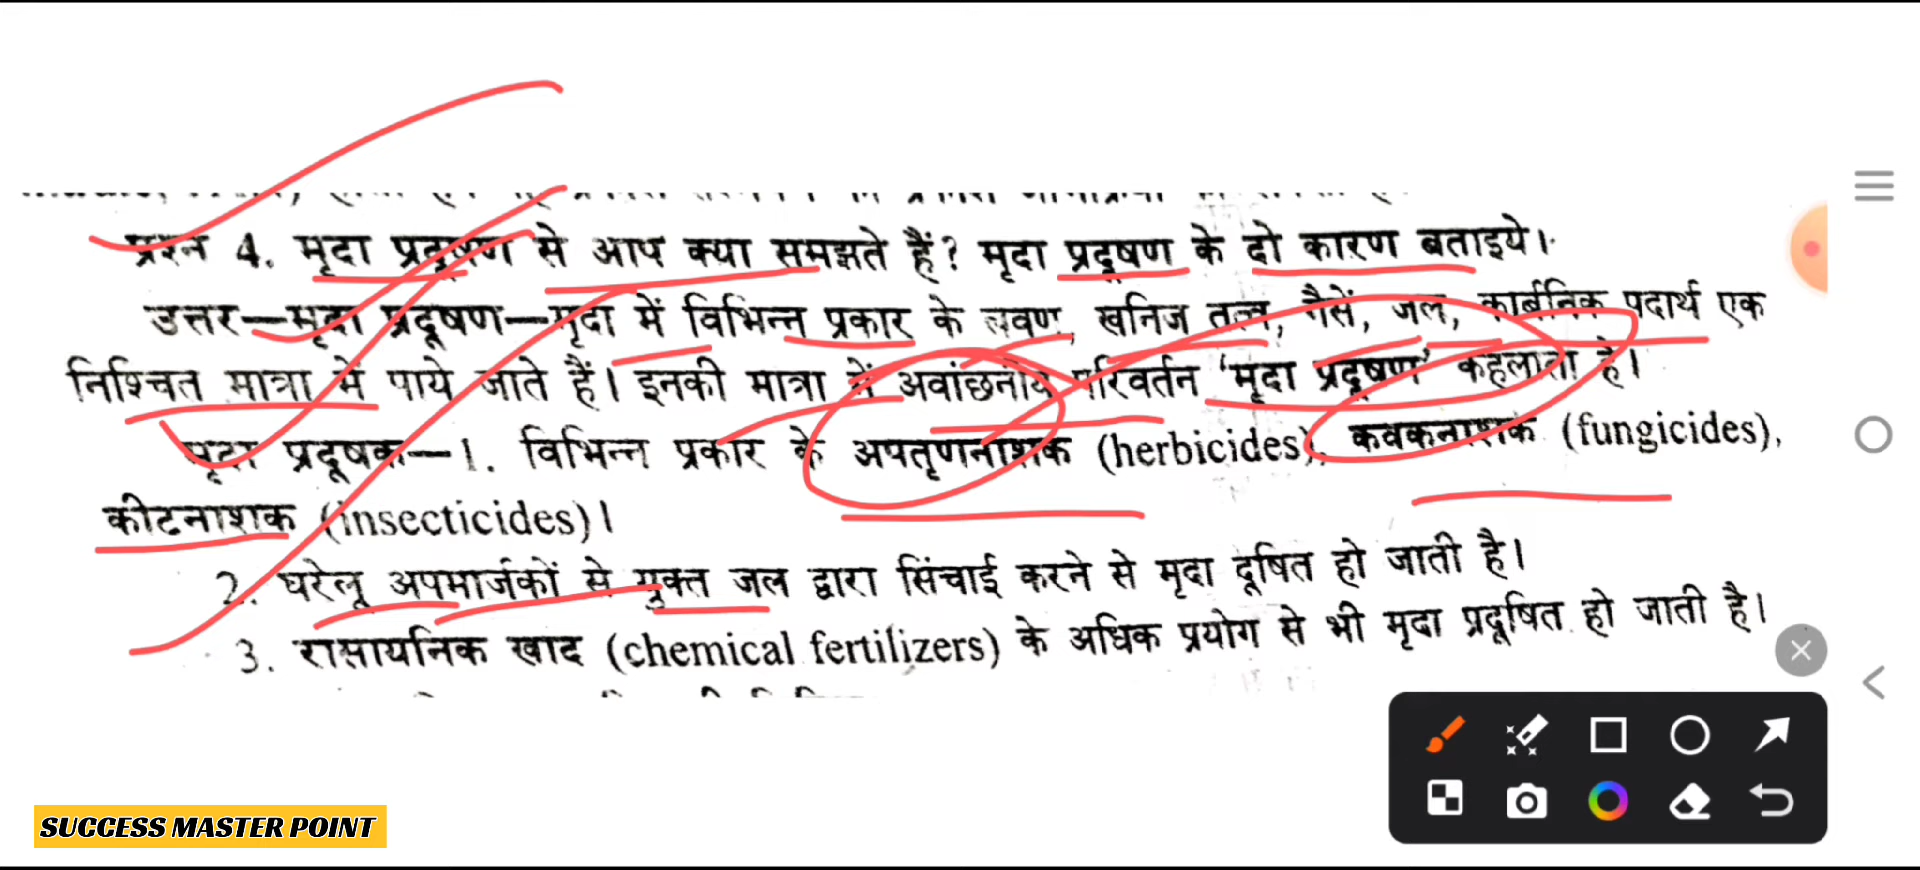 प्रश्न 4. मृदा प्रदूषण से आप क्या समझते हैं? मृदा प्रदूषण के दो कारण बताइये।
उत्तर—मृदा प्रदूषण—मृदा में विभिन्न प्रकार के लवण, खनिज तत्व, गैसें, जल, कार्बनिक पदार्थ एक
निश्चित मात्रा में पाये जाते हैं। इनकी मात्रा में अवांछनीय परिवर्तन 'मृदा प्रदूषण' कहलाता है।
मृदा प्रदूषक—1. विभिन्न प्रकार के अपतृणनाशक (herbicides), कवकनाशक (fungicides),
कीटनाशक (insecticides)।
2. घरेलू अपमार्जकों से युक्त जल द्वारा सिंचाई करने से मृदा दूषित हो जाती है।
3. रासायनिक खाद (chemical fertilizers) के अधिक प्रयोग से भी मृदा प्रदूषित हो जाती है।
SUCCESS MASTER POINT